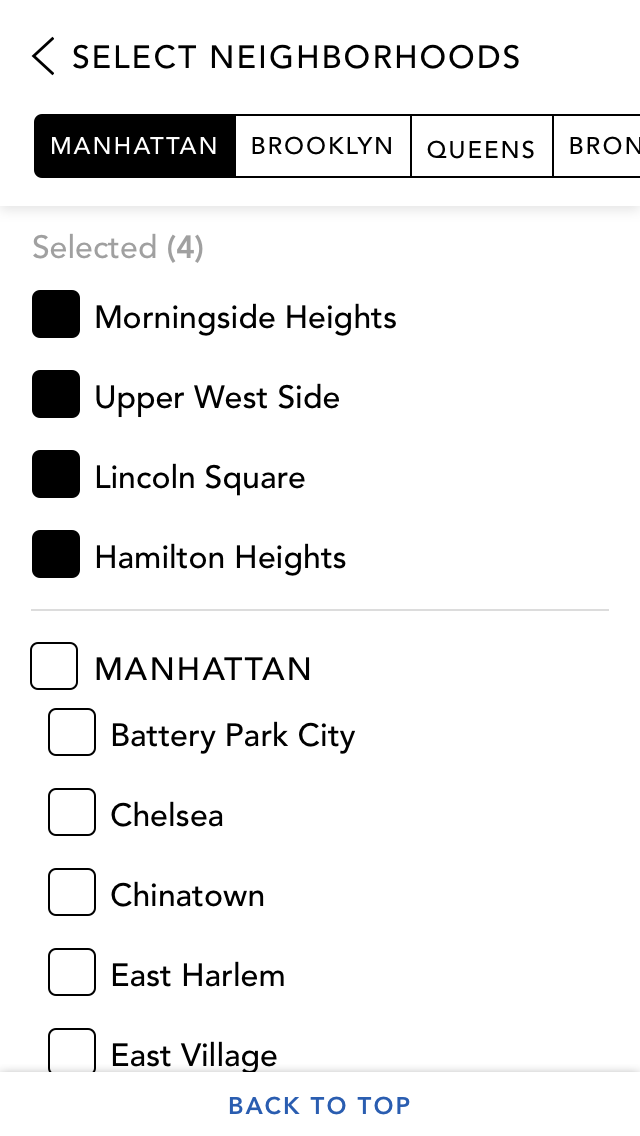 SELECT NEIGHBORHOODS
MANHATTAN BROOKLYN QUEENS BRON
Selected (4)
Morningside Heights
Upper West Side
Lincoln Square
Hamilton Heights
MANHATTAN
Battery Park City
Chelsea
Chinatown
East Harlem
East Village
BACK TO TOP